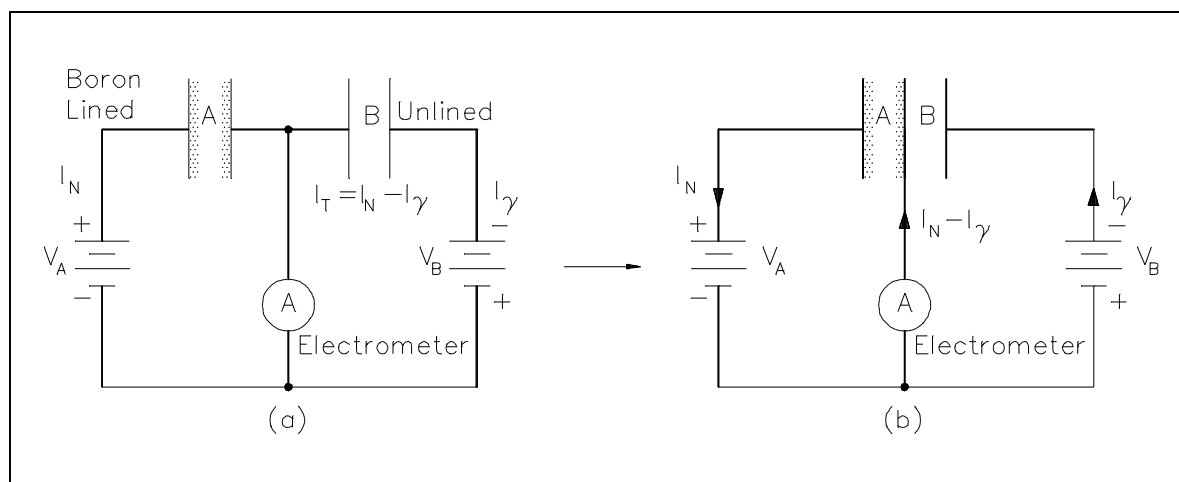 Boron
Lined
A
B
Unlined
I_N
I_T = I_N − I_γ
I_γ
+
−
V_A
V_B
−
+
A
Electrometer
(a)
A
B
I_N
I_N − I_γ
I_γ
+
−
V_A
V_B
−
+
A
Electrometer
(b)